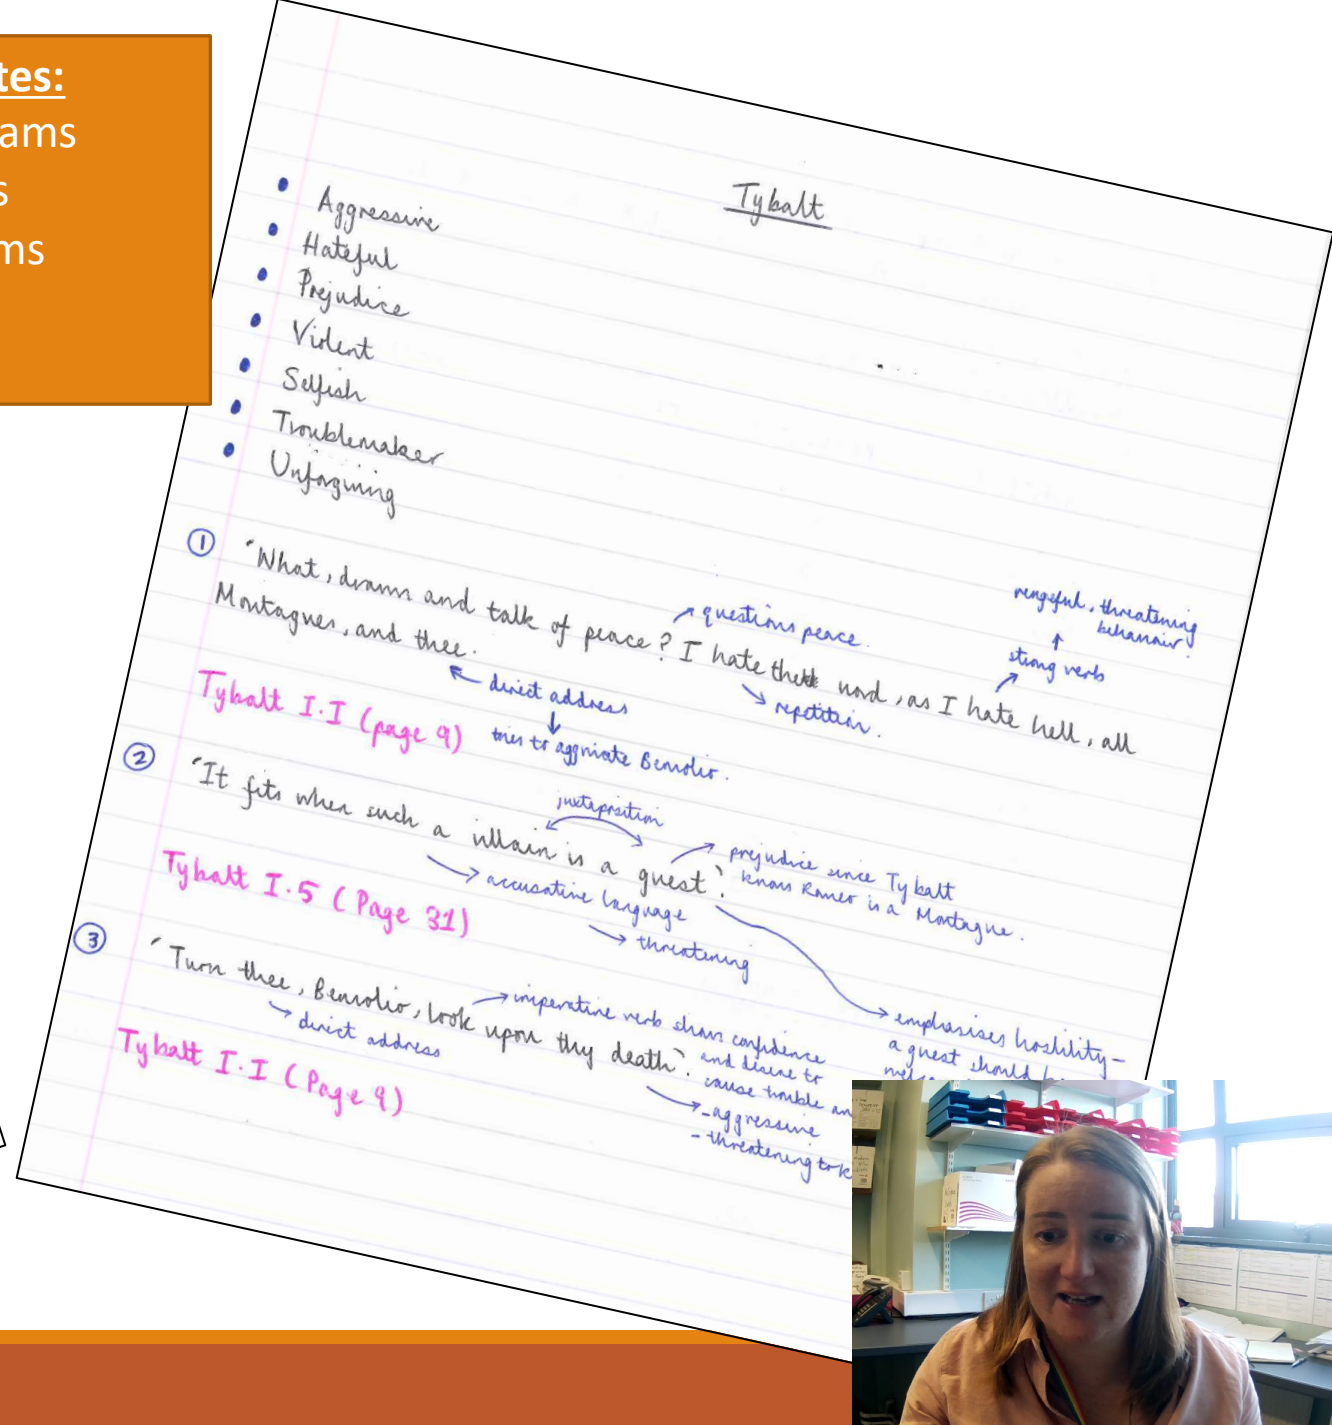 tes:
ams
s
ms
Tybalt
Aggressive
Hateful
Prejudice
Violent
Selfish
Troublemaker
Unforgiving
① "What, drawn and talk of peace? I hate the word, as I hate hell, all
Montagues, and thee.
questions peace.
vengeful, threatening
behaviour.
strong verb
repetition.
direct address
tries to aggrivate Benvolio.
Tybalt I.I (page 9)
② "It fits when such a villain is a guest".
juxtaposition
prejudice since Tybalt
knows Romeo is a Montague.
accusative language
threatening
emphasises hostility -
a guest should
Tybalt I.5 (Page 31)
③ "Turn thee, Benvolio, look upon thy death".
direct address
imperative verb shows confidence
and desire to
cause trouble an
- aggressive
- threatening to k
Tybalt I.I (Page 9)